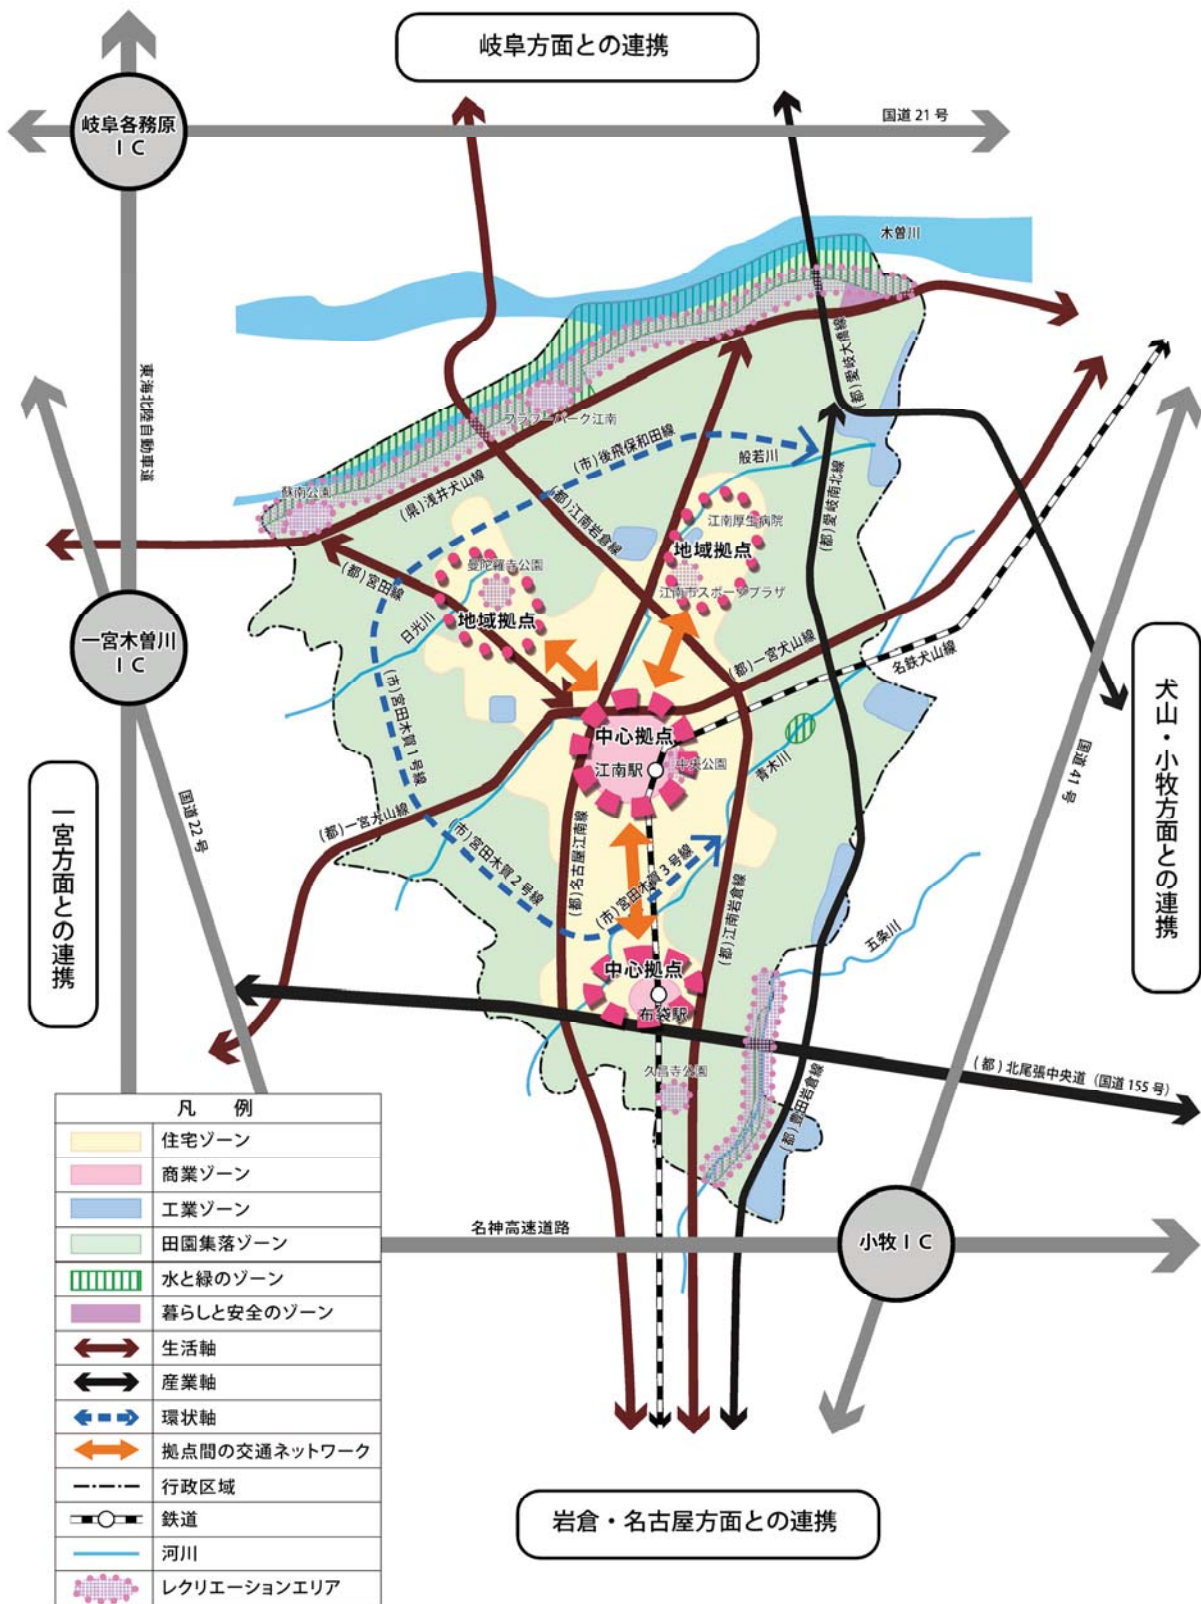 岐阜方面との連携
岐阜各務原
ＩＣ
国道 21 号
木曽川
東海北陸自動車道
(都)愛岐大橋線
フラワーパーク江南
(市)後飛保和田線
般若川
蘇南公園
(県)浅井犬山線
(都)江南岩倉線
(都)愛岐南北線
江南厚生病院
地域拠点
曼陀羅寺公園
(都)宮田線
江南市スポーツプラザ
地域拠点
日光川
一宮木曽川
ＩＣ
(都)一宮犬山線
名鉄犬山線
(市)宮田木賀1号線
中心拠点
江南駅
中央公園
青木川
国道 41 号
犬山・小牧方面との連携
一宮方面との連携
国道 22 号
(都)一宮犬山線
(市)宮田木賀2号線
(都)名古屋江南線
(市)宮田木賀3号線
(都)江南岩倉線
五条川
中心拠点
布袋駅
久昌寺公園
(都)北尾張中央道（国道 155 号）
(都)豊田岩倉線
名神高速道路
小牧ＩＣ
凡　例
住宅ゾーン
商業ゾーン
工業ゾーン
田園集落ゾーン
水と緑のゾーン
暮らしと安全のゾーン
生活軸
産業軸
環状軸
拠点間の交通ネットワーク
行政区域
鉄道
河川
レクリエーションエリア
岩倉・名古屋方面との連携